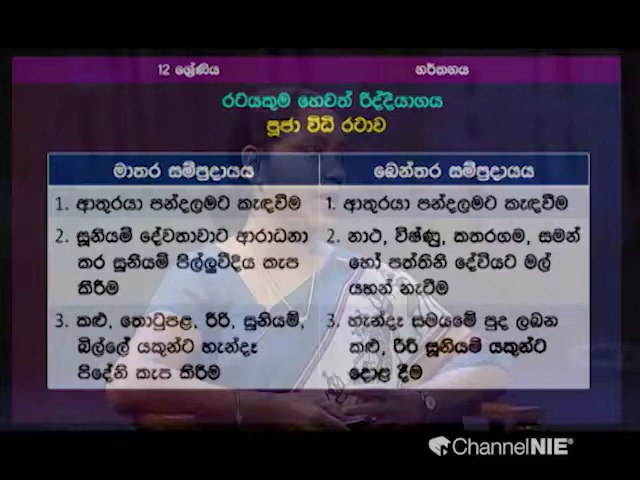 12 ශ්‍රේණිය නර්තනය
රටයකුම හෙවත් රිද්දියාගය
පූජා විධි රටාව
මාතර සම්ප්‍රදායය බෙන්තර සම්ප්‍රදායය
1. ආතුරයා පන්දලමට කැඳවීම
1. ආතුරයා පන්දලමට කැඳවීම
2. සූනියම් දේවතාවාට ආරාධනා
කර සූනියම් පිල්ලුවීදිය කැප
කිරීම
2. නාථ, විෂ්ණු, කතරගම, සමන්
හෝ පත්තිනි දේවියට මල්
යහන් නැටීම
3. කළු, තොටුපළ, රීරි, සූනියම්,
බිල්ලේ යකුන්ට හැන්දෑ
පිදේනි කැප කිරීම
3. හැන්දෑ සමයමේ පුද ලබන
කළු, රීරි සූනියම් යකුන්ට
දොළ දීම
ChannelNIE